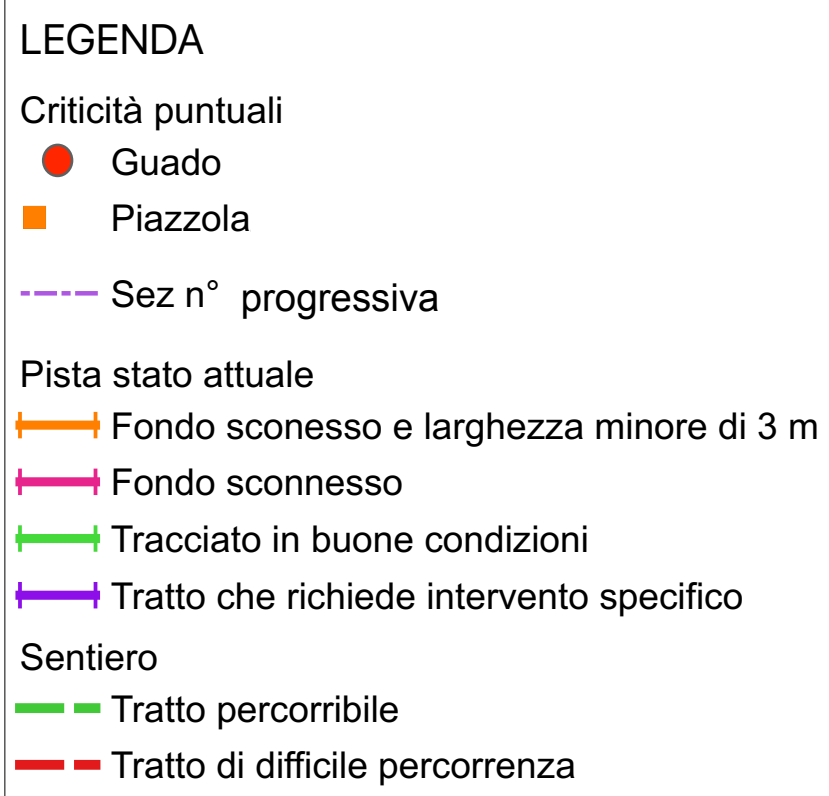 LEGENDA
Criticità puntuali
Guado
Piazzola
Sez n° progressiva
Pista stato attuale
Fondo sconesso e larghezza minore di 3 m
Fondo sconnesso
Tracciato in buone condizioni
Tratto che richiede intervento specifico
Sentiero
Tratto percorribile
Tratto di difficile percorrenza